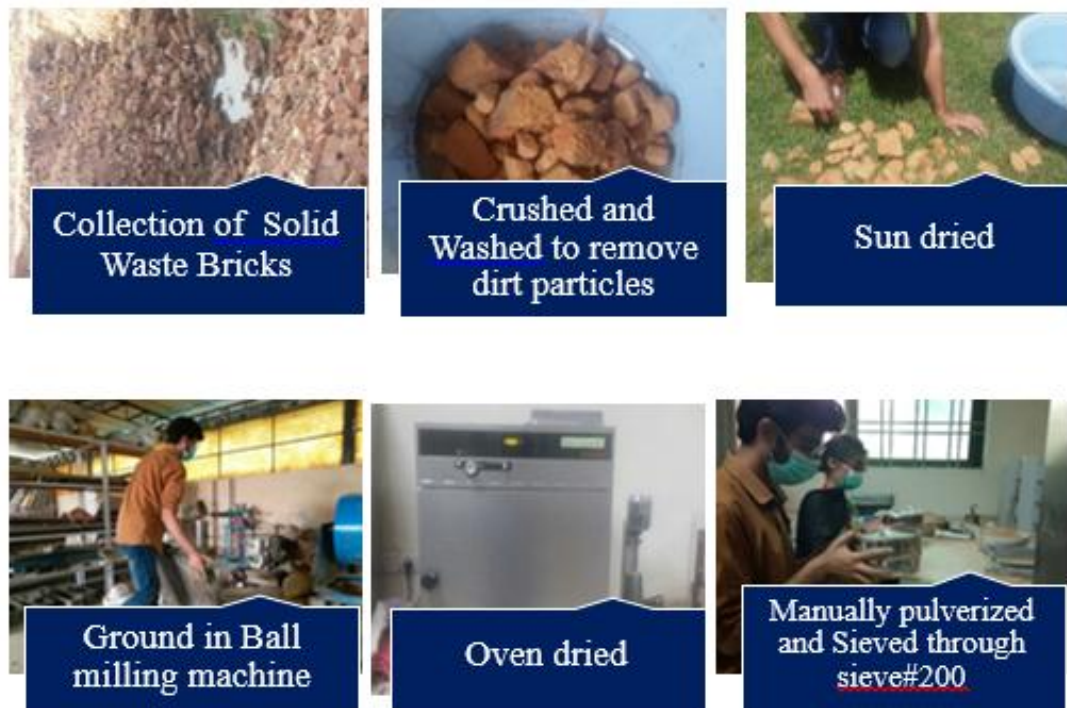 Collection of Solid
Waste Bricks
Crushed and
Washed to remove
dirt particles
Sun dried
Ground in Ball
milling machine
Oven dried
Manually pulverized
and Sieved through
sieve#200